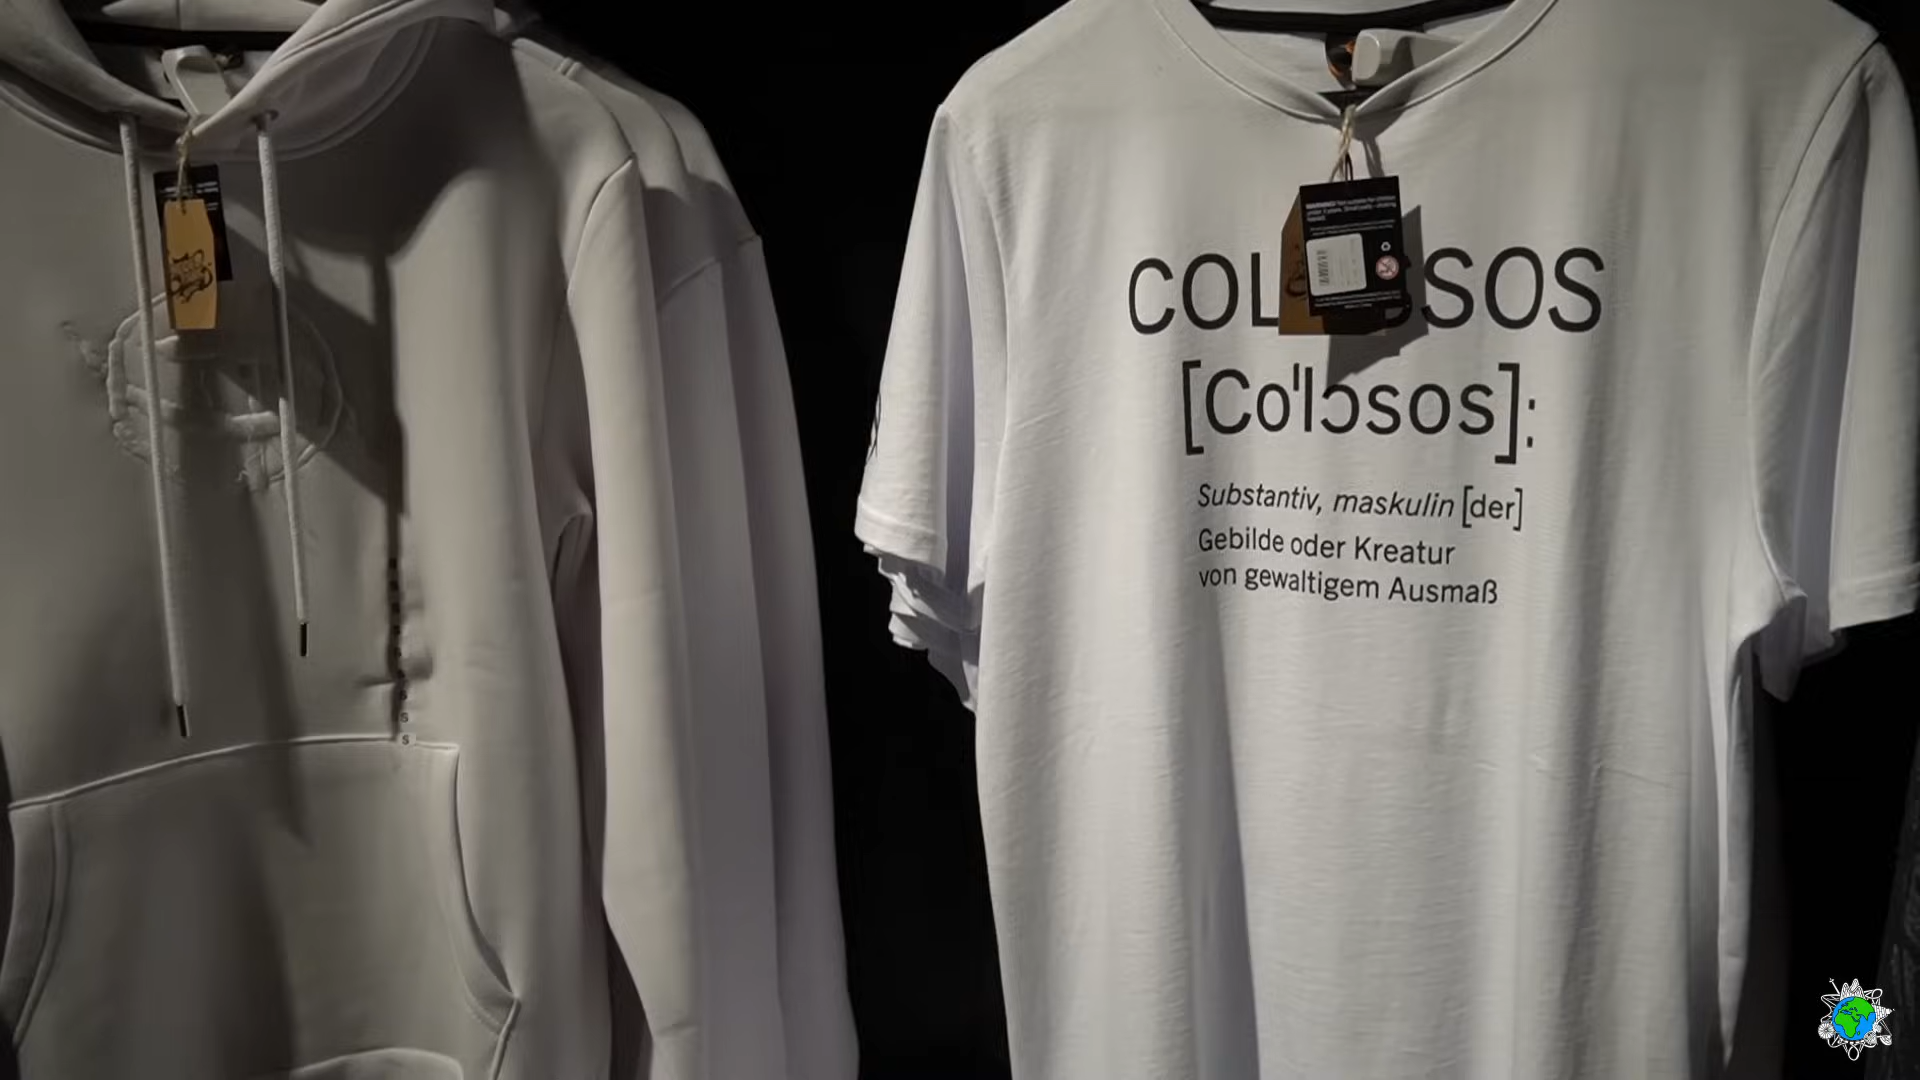 COL SOS
[Co'lɔsos]:
Substantiv, maskulin [der]
Gebilde oder Kreatur
von gewaltigem Ausmaß
S
S